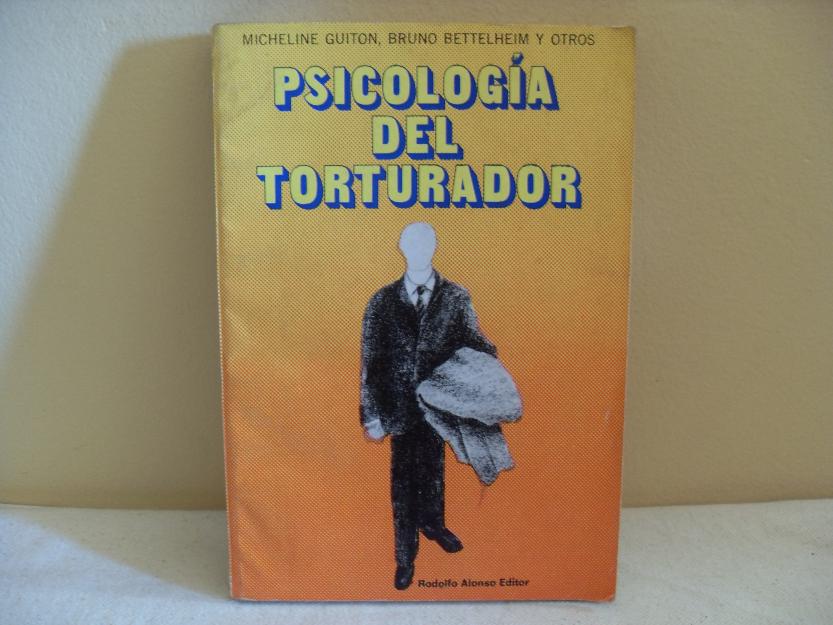 MICHELINE GUITON, BRUNO BETTELHEIM Y OTROS
PSICOLOGÍA
DEL
TORTURADOR
Rodolfo Alonso Editor